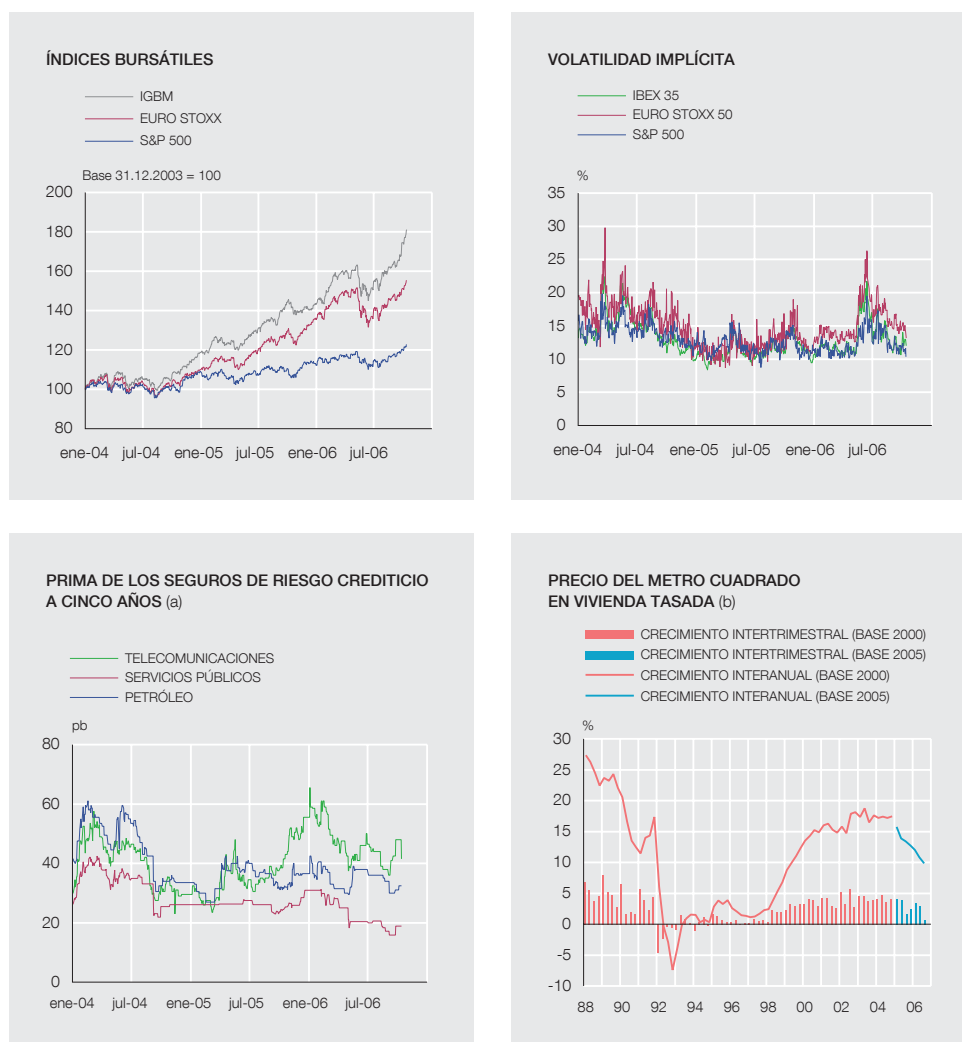 ÍNDICES BURSÁTILES
IGBM
EURO STOXX
S&P 500
Base 31.12.2003 = 100
200
180
160
140
120
100
80
ene-04 jul-04 ene-05 jul-05 ene-06 jul-06
VOLATILIDAD IMPLÍCITA
IBEX 35
EURO STOXX 50
S&P 500
%
35
30
25
20
15
10
5
0
ene-04 jul-04 ene-05 jul-05 ene-06 jul-06
PRIMA DE LOS SEGUROS DE RIESGO CREDITICIO
A CINCO AÑOS (a)
TELECOMUNICACIONES
SERVICIOS PÚBLICOS
PETRÓLEO
pb
80
60
40
20
0
ene-04 jul-04 ene-05 jul-05 ene-06 jul-06
PRECIO DEL METRO CUADRADO
EN VIVIENDA TASADA (b)
CRECIMIENTO INTERTRIMESTRAL (BASE 2000)
CRECIMIENTO INTERTRIMESTRAL (BASE 2005)
CRECIMIENTO INTERANUAL (BASE 2000)
CRECIMIENTO INTERANUAL (BASE 2005)
%
30
25
20
15
10
5
0
-5
-10
88 90 92 94 96 98 00 02 04 06